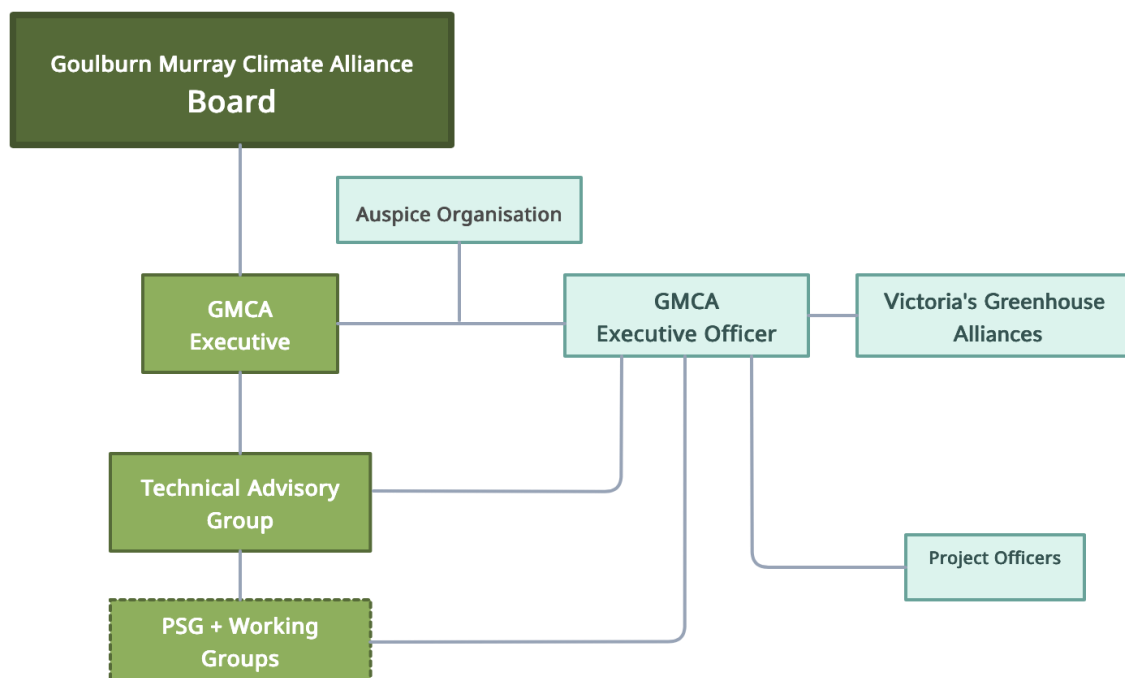 Goulburn Murray Climate Alliance
Board
Auspice Organisation
GMCA
Executive
GMCA
Executive Officer
Victoria's Greenhouse
Alliances
Technical Advisory
Group
Project Officers
PSG + Working
Groups